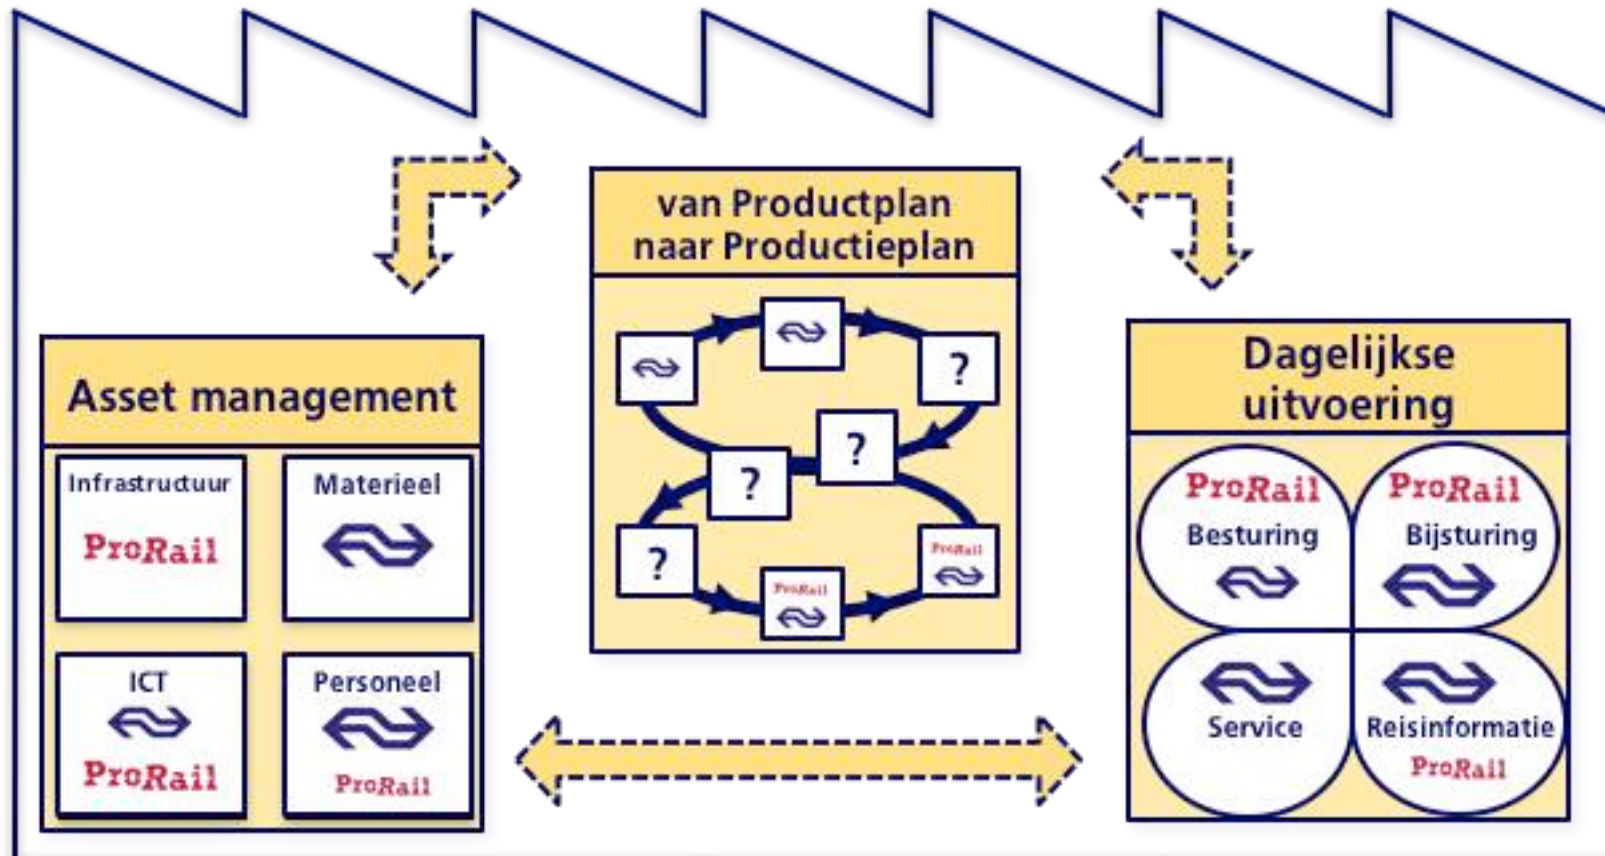 van Productplan
naar Productieplan
?
?
?
?
ProRail
ProRail
Asset management
Infrastructuur
ProRail
Materieel
ICT
ProRail
Personeel
ProRail
Dagelijkse
uitvoering
ProRail
Besturing
ProRail
Bijsturing
Service
Reisinformatie
ProRail